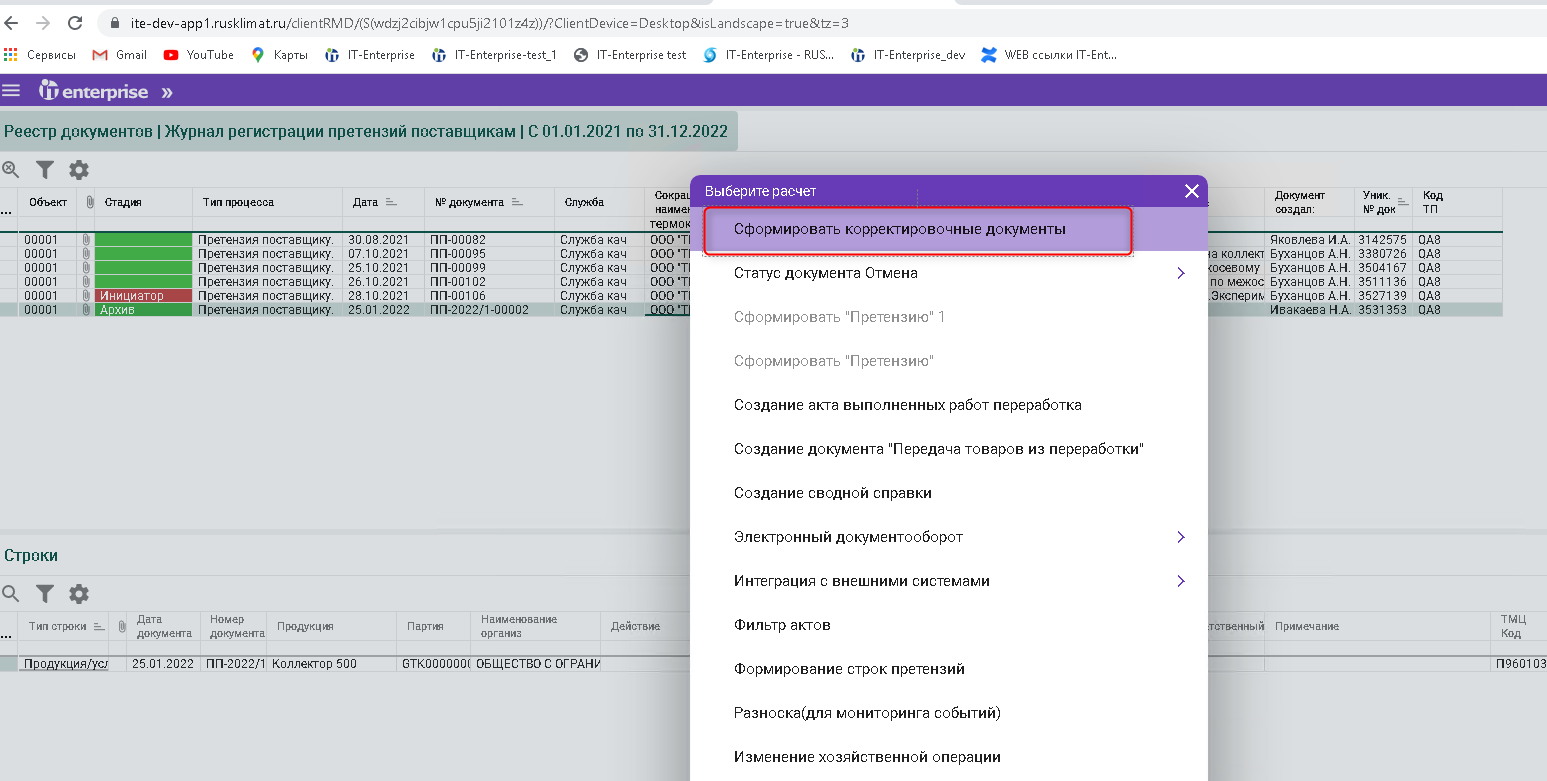 ite-dev-app1.rusklimat.ru/clientRMD/(S(wdzj2cibjw1cpu5ji2101z4z))/?ClientDevice=Desktop&isLandscape=true&tz=3
Сервисы Gmail YouTube Карты IT-Enterprise IT-Enterprise-test_1 IT-Enterprise test IT-Enterprise - RUS... IT-Enterprise_dev WEB ссылки IT-Ent...
it enterprise »
Реестр документов | Журнал регистрации претензий поставщикам | С 01.01.2021 по 31.12.2022
... Объект Стадия Тип процесса Дата № документа Служба
Документ создал: Уник. № док Код ТП
00001 Претензия поставщику. 30.08.2021 ПП-00082 Служба кач ООО "ТІ Яковлева И.А. 3142575 QA8
00001 Претензия поставщику. 07.10.2021 ПП-00095 Служба кач ООО "ТІ на коллект Буханцов А.Н. 3380726 QA8
00001 Претензия поставщику. 25.10.2021 ПП-00099 Служба кач ООО "ТІ косевому Буханцов А.Н. 3504167 QA8
00001 Претензия поставщику. 26.10.2021 ПП-00102 Служба кач ООО "ТІ по межос Буханцов А.Н. 3511136 QA8
00001 Инициатор Претензия поставщику. 28.10.2021 ПП-00106 Служба кач ООО "ТІ .Эксперим Буханцов А.Н. 3527139 QA8
00001 Архив Претензия поставщику. 25.01.2022 ПП-2022/1-00002 Служба кач ООО "ТІ Ивакаева Н.А. 3531353 QA8
Выберите расчет
Сформировать корректировочные документы
Статус документа Отмена
Сформировать "Претензию" 1
Сформировать "Претензию"
Создание акта выполненных работ переработка
Создание документа "Передача товаров из переработки"
Создание сводной справки
Электронный документооборот
Интеграция с внешними системами
Фильтр актов
Формирование строк претензий
Разноска(для мониторинга событий)
Изменение хозяйственной операции
Строки
... Тип строки Дата документа Номер документа Продукция Партия Наименование организ Действие тственный Примечание ТМЦ Код
Продукция/усл 25.01.2022 ПП-2022/1 Коллектор 500 GTK0000000 ОБЩЕСТВО С ОГРАНИ П960103